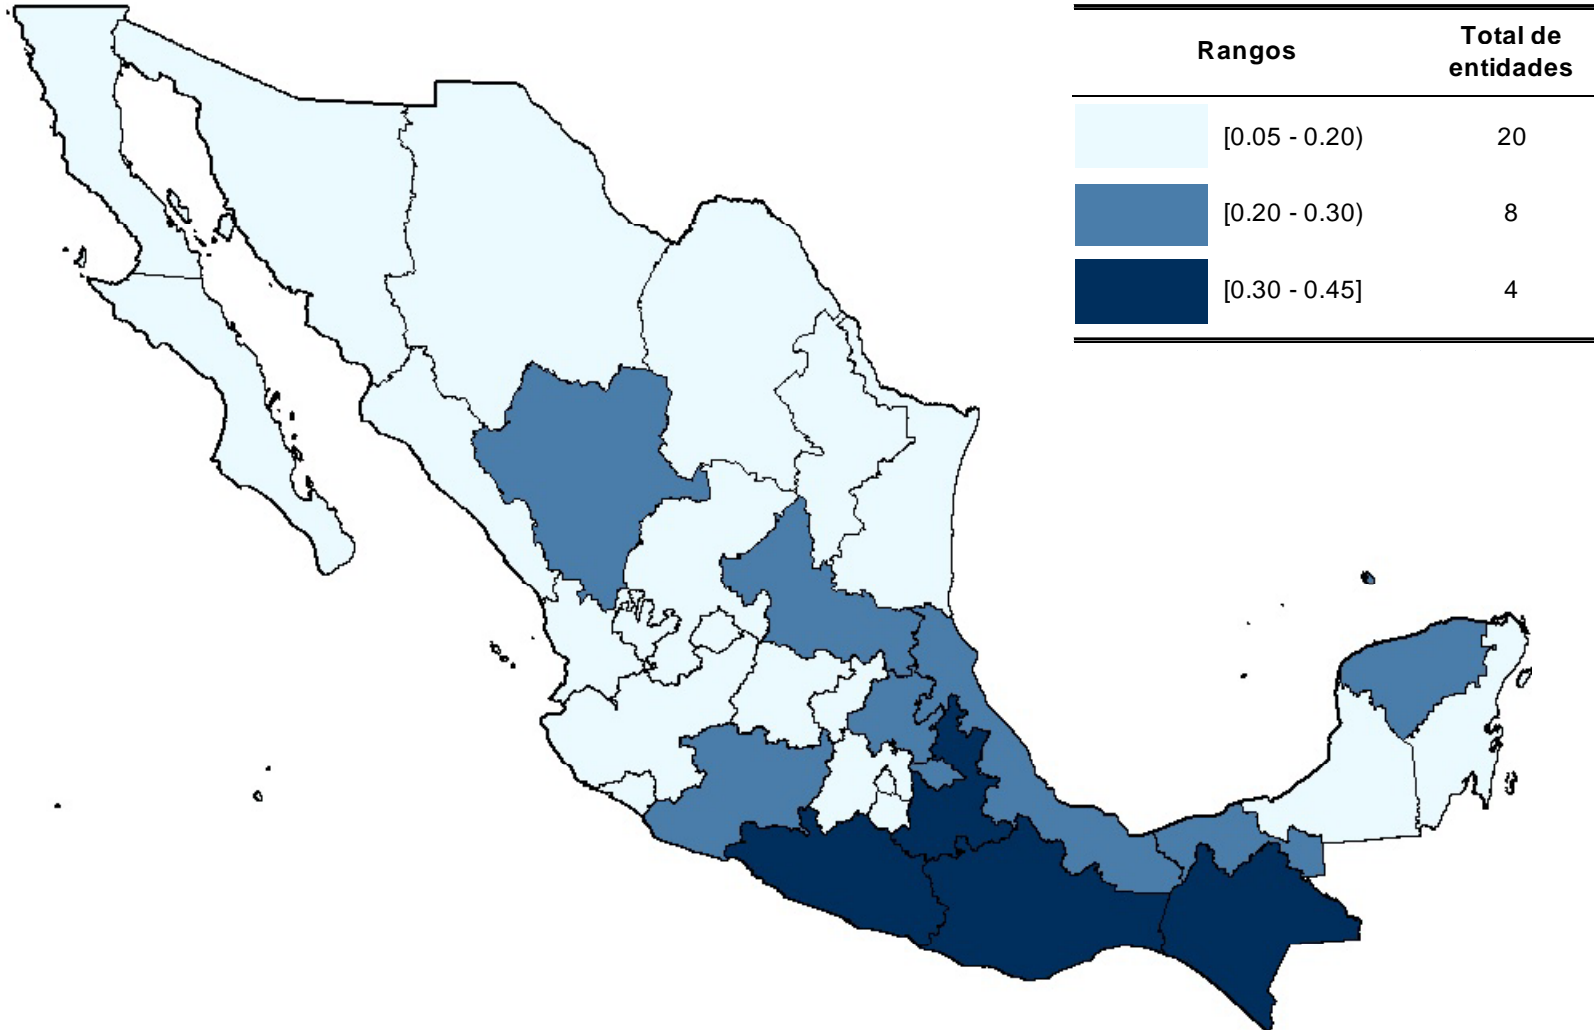 Rangos
Total de
entidades
[0.05 - 0.20) 20
[0.20 - 0.30) 8
[0.30 - 0.45] 4